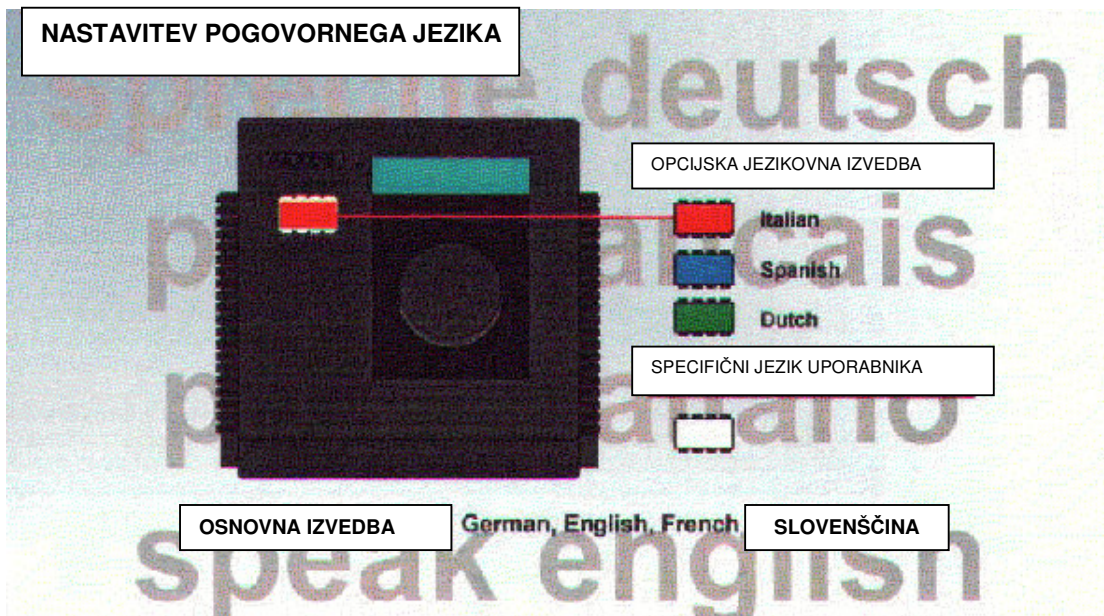 NASTAVITEV POGOVORNEGA JEZIKA
spreche deutsch
OPCIJSKA JEZIKOVNA IZVEDBA
Italian
Spanish
Dutch
SPECIFIČNI JEZIK UPORABNIKA
OSNOVNA IZVEDBA
German, English, French,
SLOVENŠČINA
speak english